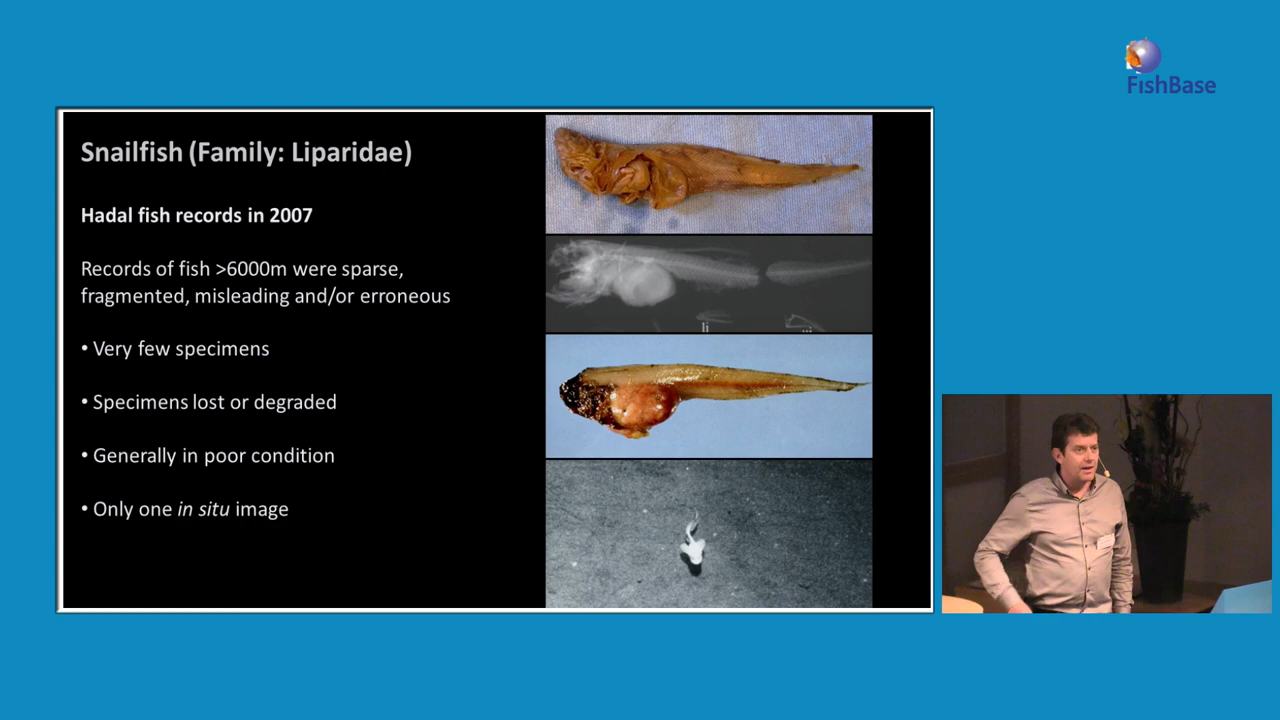 FishBase
Snailfish (Family: Liparidae)
Hadal fish records in 2007
Records of fish >6000m were sparse,
fragmented, misleading and/or erroneous
• Very few specimens
• Specimens lost or degraded
• Generally in poor condition
• Only one in situ image
li